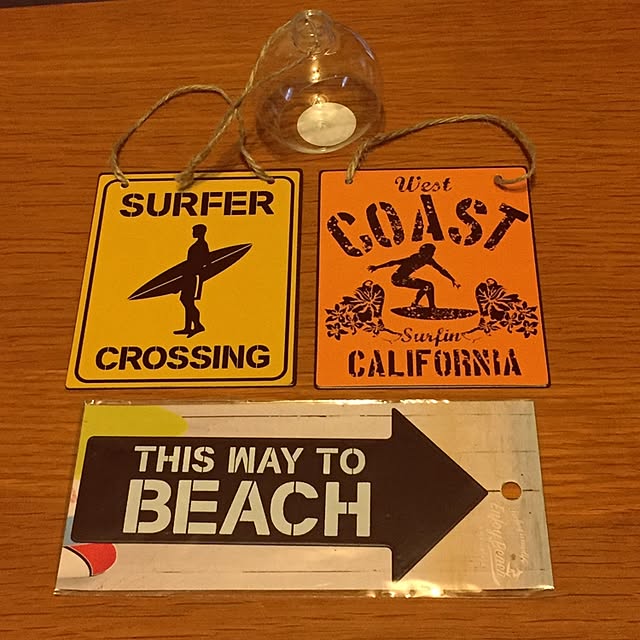 SURFER
CROSSING
West
COAST
Surfin
CALIFORNIA
THIS WAY TO
BEACH